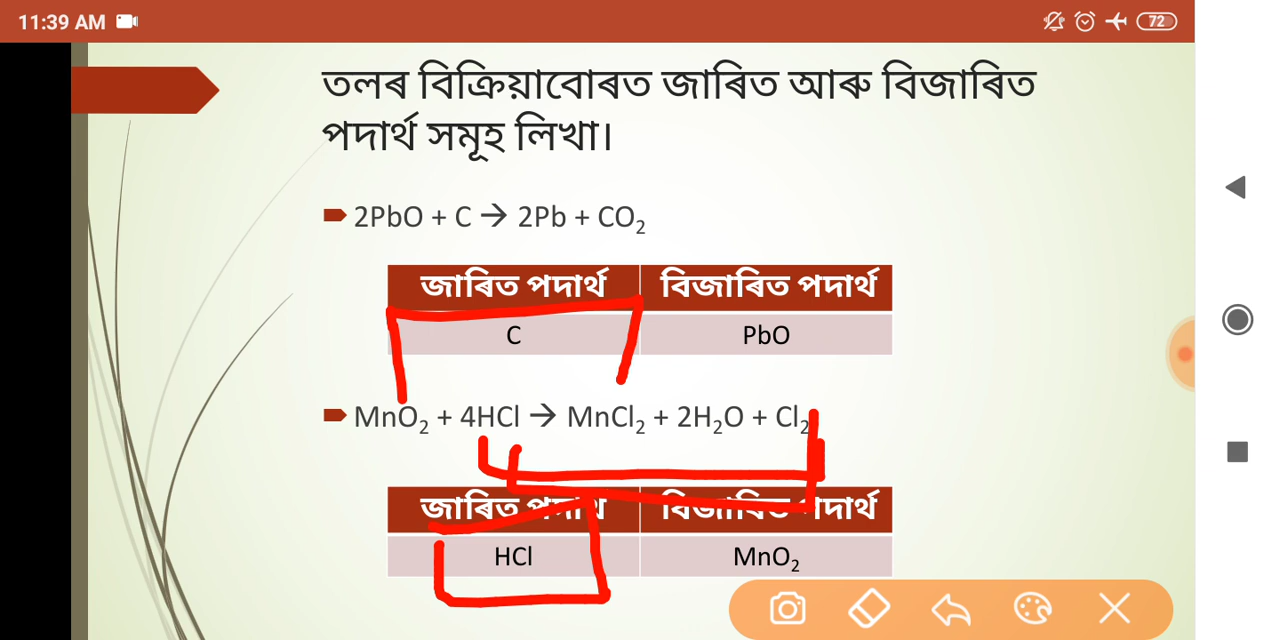 11:39 AM
72
তলৰ বিক্ৰিয়াবোৰত জাৰিত আৰু বিজাৰিত
পদাৰ্থ সমূহ লিখা।
2PbO + C → 2Pb + CO₂
জাৰিত পদাৰ্থ বিজাৰিত পদাৰ্থ
C PbO
MnO₂ + 4HCl → MnCl₂ + 2H₂O + Cl₂
জাৰিত পদাৰ্থ বিজাৰিত পদাৰ্থ
HCl MnO₂